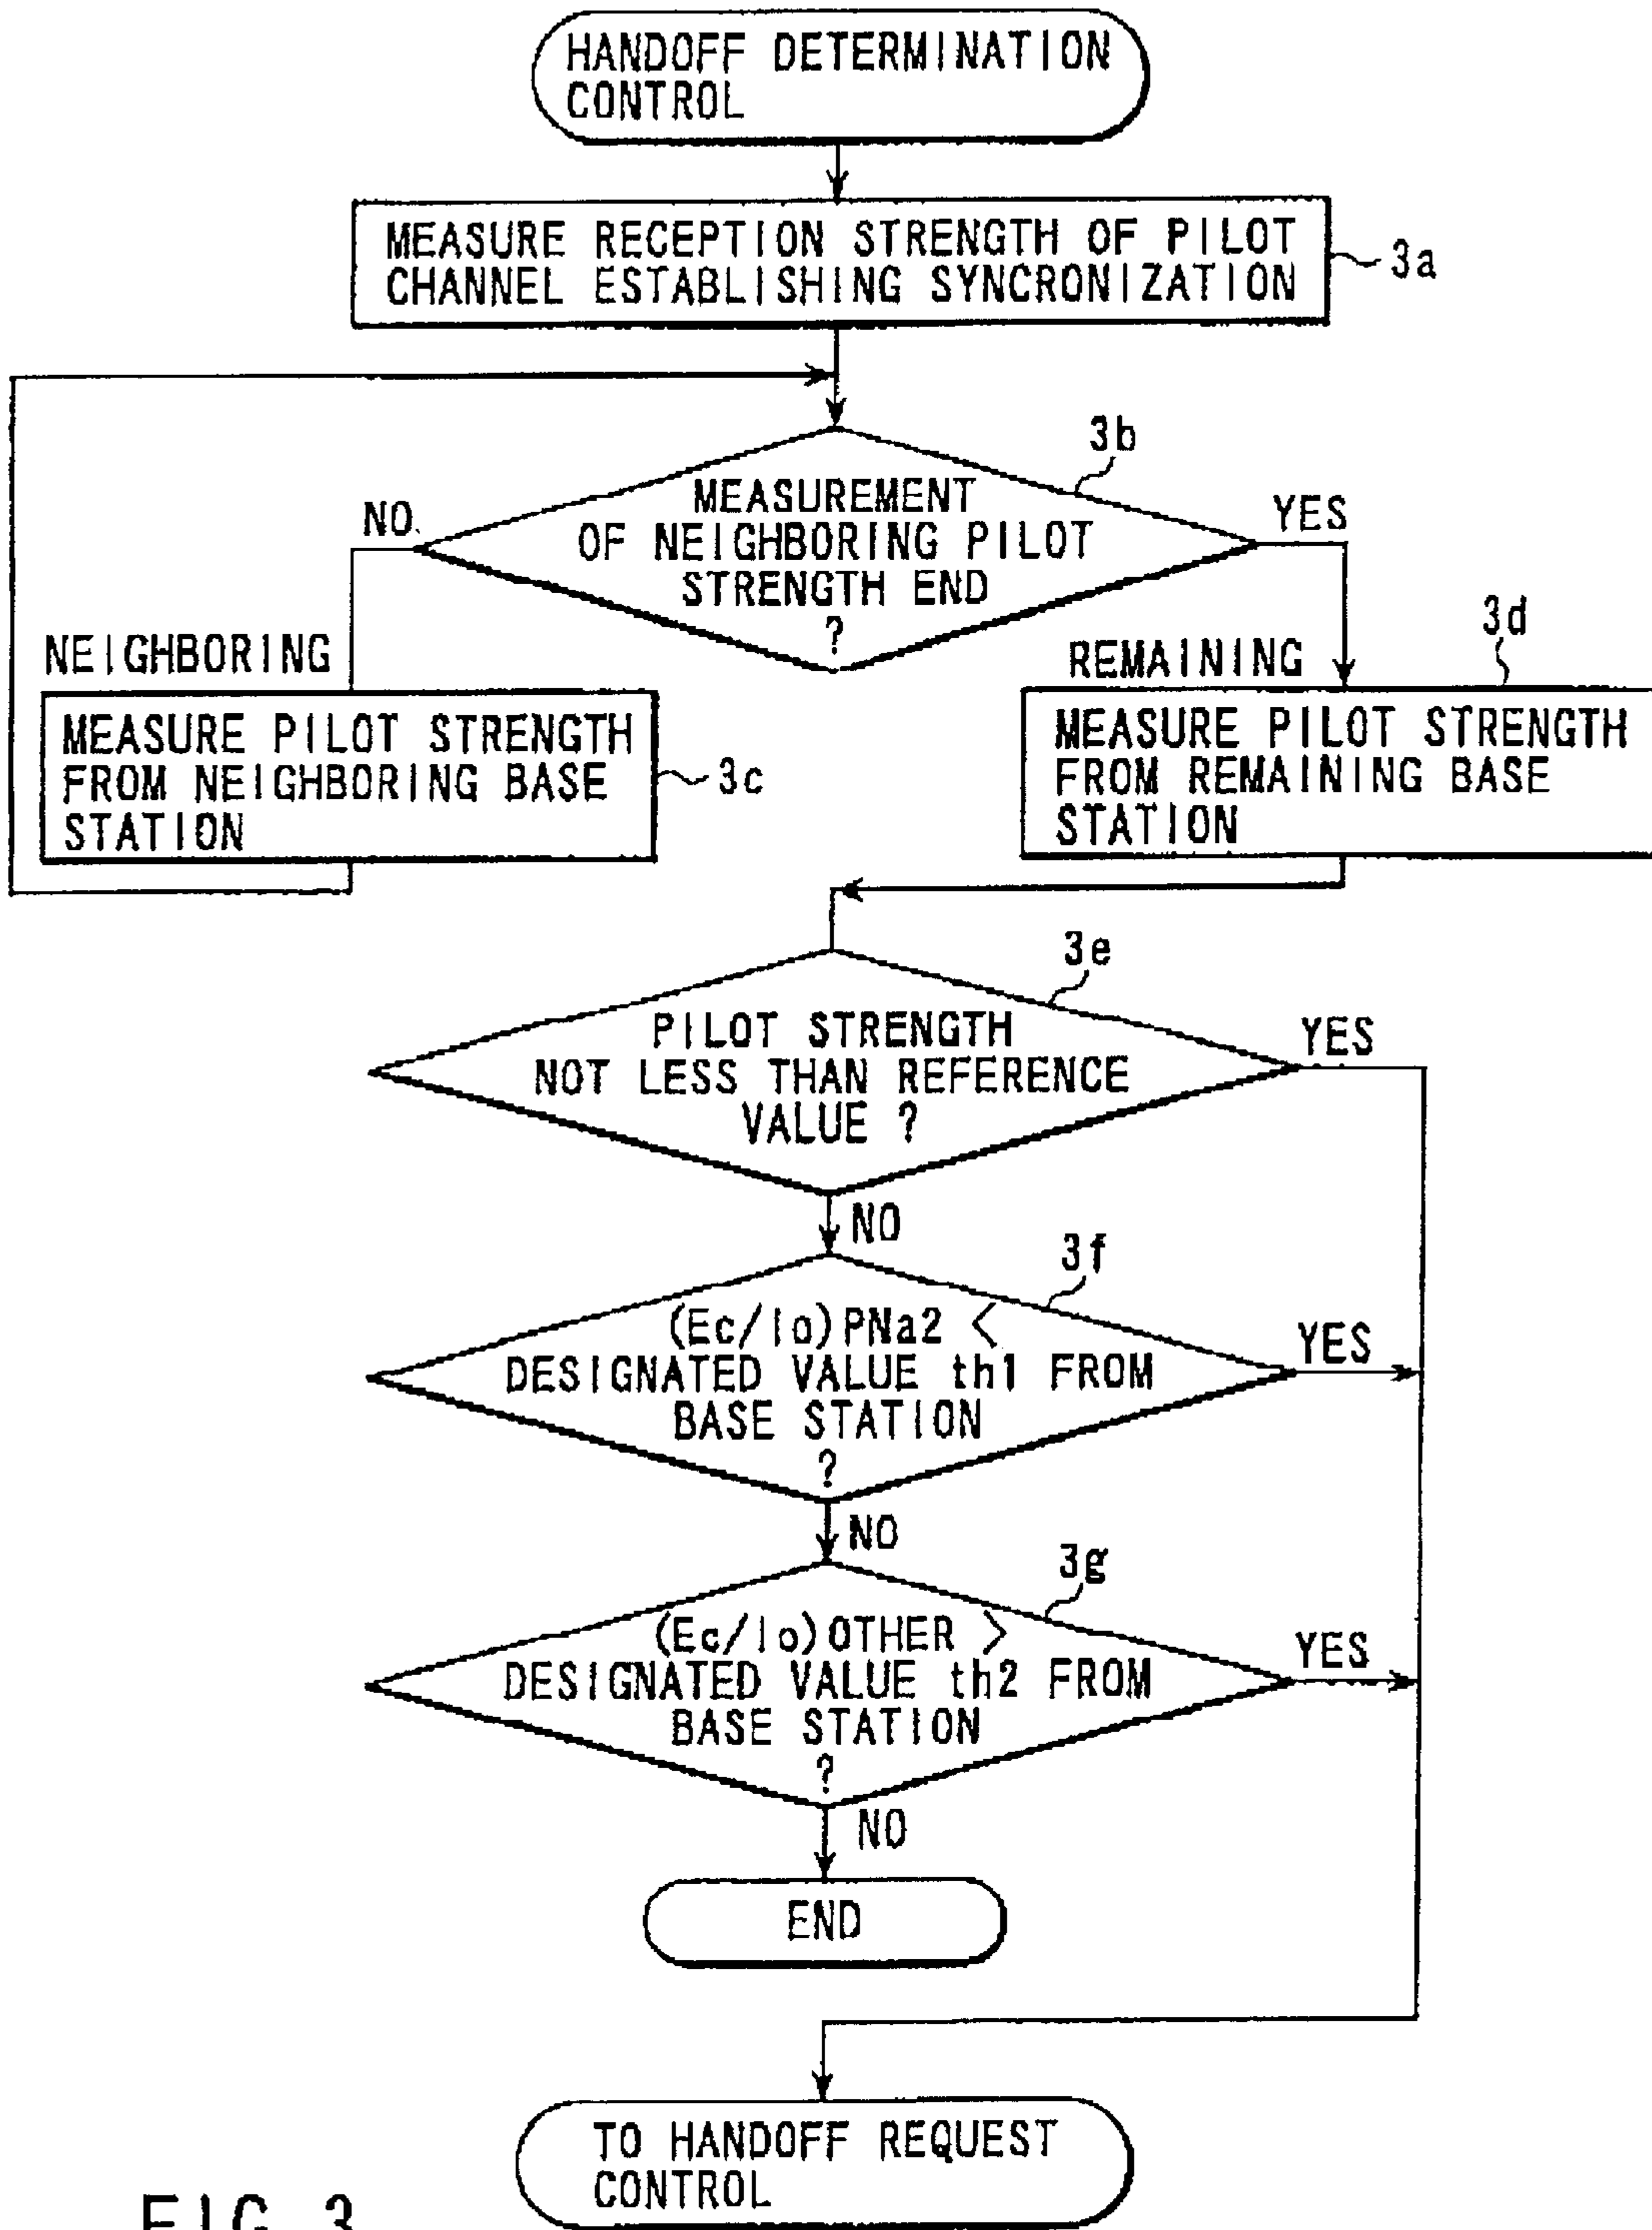 HANDOFF DETERMINATION
CONTROL
MEASURE RECEPTION STRENGTH OF PILOT
CHANNEL ESTABLISHING SYNCRONIZATION
3a
3b
MEASUREMENT
OF NEIGHBORING PILOT
STRENGTH END
?
NO
YES
NEIGHBORING
MEASURE PILOT STRENGTH
FROM NEIGHBORING BASE
STATION
3c
REMAINING
3d
MEASURE PILOT STRENGTH
FROM REMAINING BASE
STATION
3e
PILOT STRENGTH
NOT LESS THAN REFERENCE
VALUE ?
YES
NO
3f
(Ec/Io)PNa2 <
DESIGNATED VALUE th1 FROM
BASE STATION
?
YES
NO
3g
(Ec/Io)OTHER >
DESIGNATED VALUE th2 FROM
BASE STATION
?
YES
NO
END
TO HANDOFF REQUEST
CONTROL
FIG.3